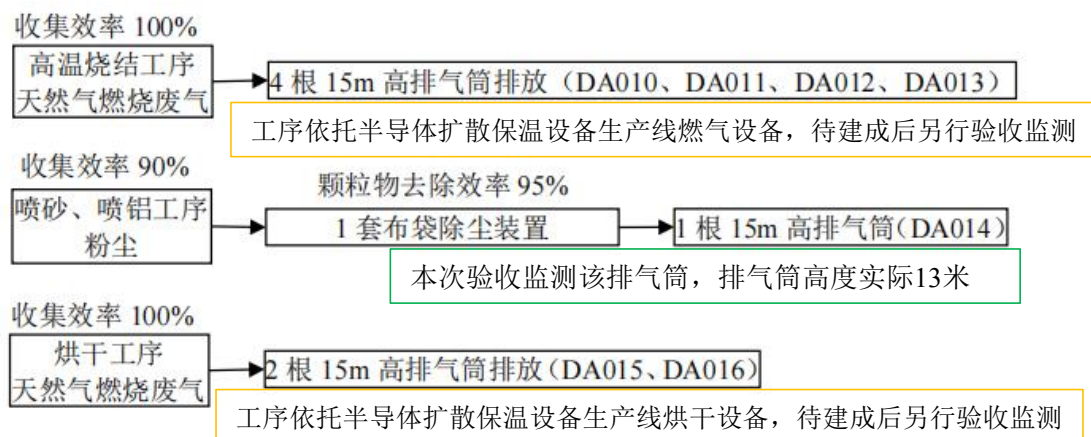 收集效率 100%
高温烧结工序
天然气燃烧废气
4 根 15m 高排气筒排放（DA010、DA011、DA012、DA013）
工序依托半导体扩散保温设备生产线燃气设备，待建成后另行验收监测
收集效率 90%
喷砂、喷铝工序
粉尘
颗粒物去除效率 95%
1 套布袋除尘装置
1 根 15m 高排气筒（DA014）
本次验收监测该排气筒，排气筒高度实际13米
收集效率 100%
烘干工序
天然气燃烧废气
2 根 15m 高排气筒排放（DA015、DA016）
工序依托半导体扩散保温设备生产线烘干设备，待建成后另行验收监测